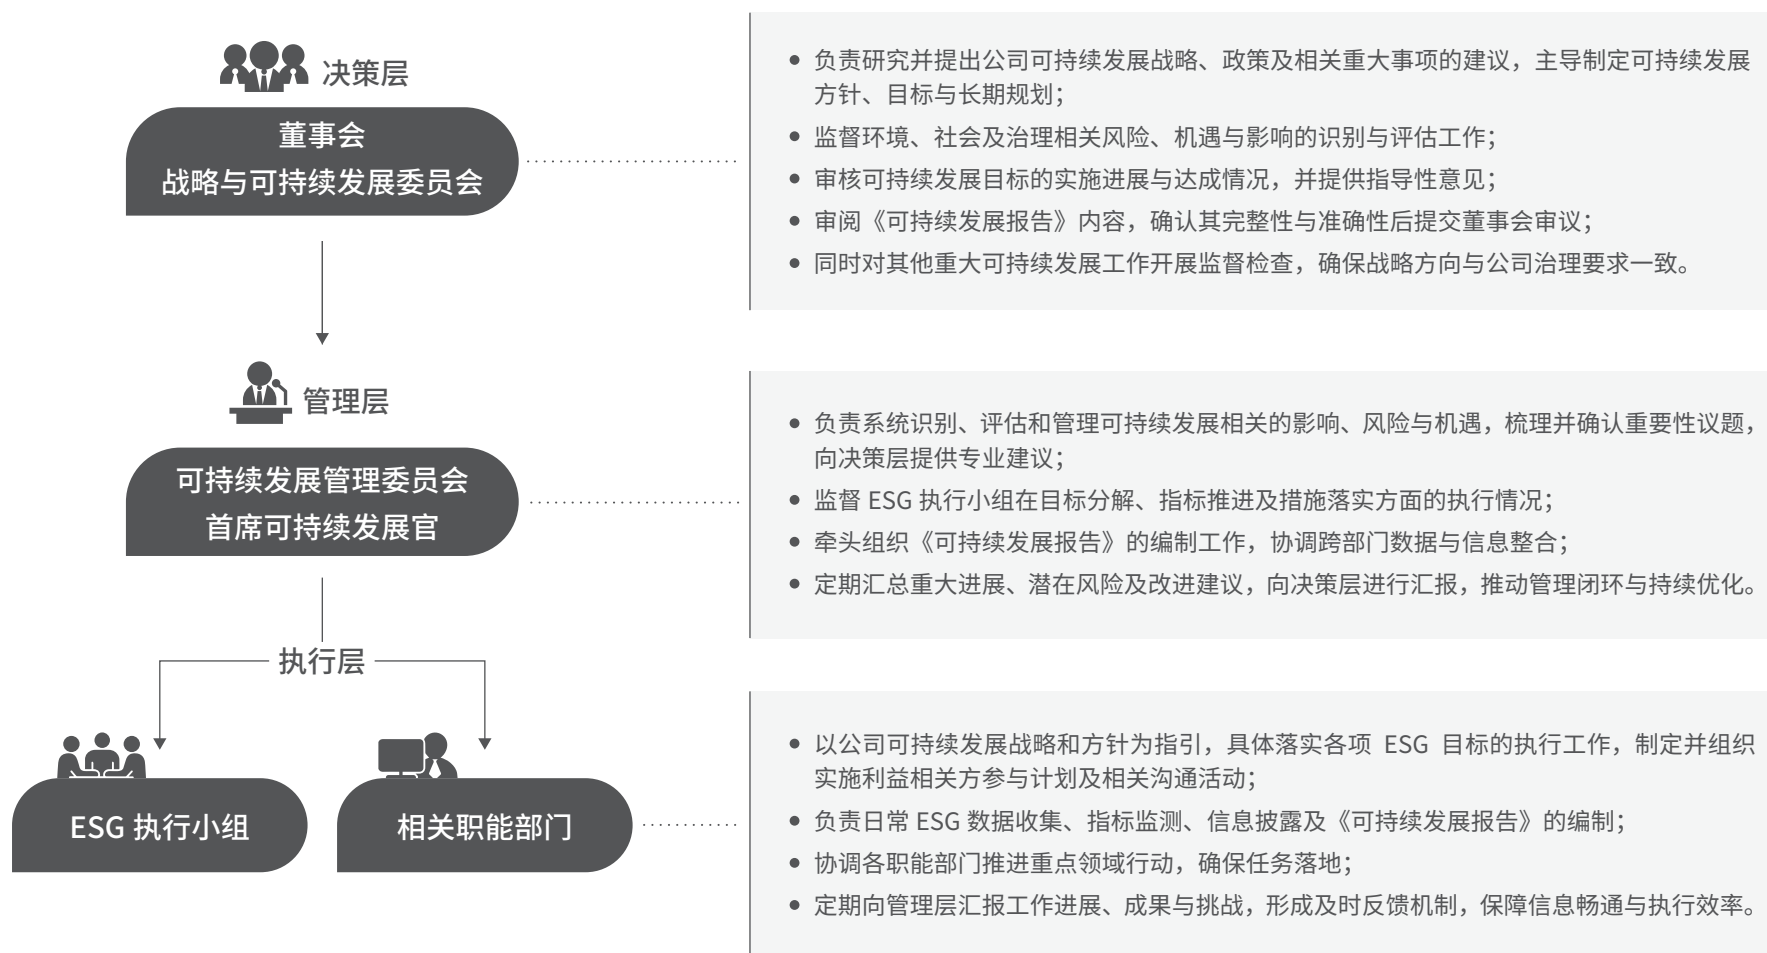 决策层
董事会
战略与可持续发展委员会
● 负责研究并提出公司可持续发展战略、政策及相关重大事项的建议，主导制定可持续发展
方针、目标与长期规划；
● 监督环境、社会及治理相关风险、机遇与影响的识别与评估工作；
● 审核可持续发展目标的实施进展与达成情况，并提供指导性意见；
● 审阅《可持续发展报告》内容，确认其完整性与准确性后提交董事会审议；
● 同时对其他重大可持续发展工作开展监督检查，确保战略方向与公司治理要求一致。
管理层
可持续发展管理委员会
首席可持续发展官
● 负责系统识别、评估和管理可持续发展相关的影响、风险与机遇，梳理并确认重要性议题，
向决策层提供专业建议；
● 监督 ESG 执行小组在目标分解、指标推进及措施落实方面的执行情况；
● 牵头组织《可持续发展报告》的编制工作，协调跨部门数据与信息整合；
● 定期汇总重大进展、潜在风险及改进建议，向决策层进行汇报，推动管理闭环与持续优化。
执行层
ESG 执行小组
相关职能部门
● 以公司可持续发展战略和方针为指引，具体落实各项 ESG 目标的执行工作，制定并组织
实施利益相关方参与计划及相关沟通活动；
● 负责日常 ESG 数据收集、指标监测、信息披露及《可持续发展报告》的编制；
● 协调各职能部门推进重点领域行动，确保任务落地；
● 定期向管理层汇报工作进展、成果与挑战，形成及时反馈机制，保障信息畅通与执行效率。